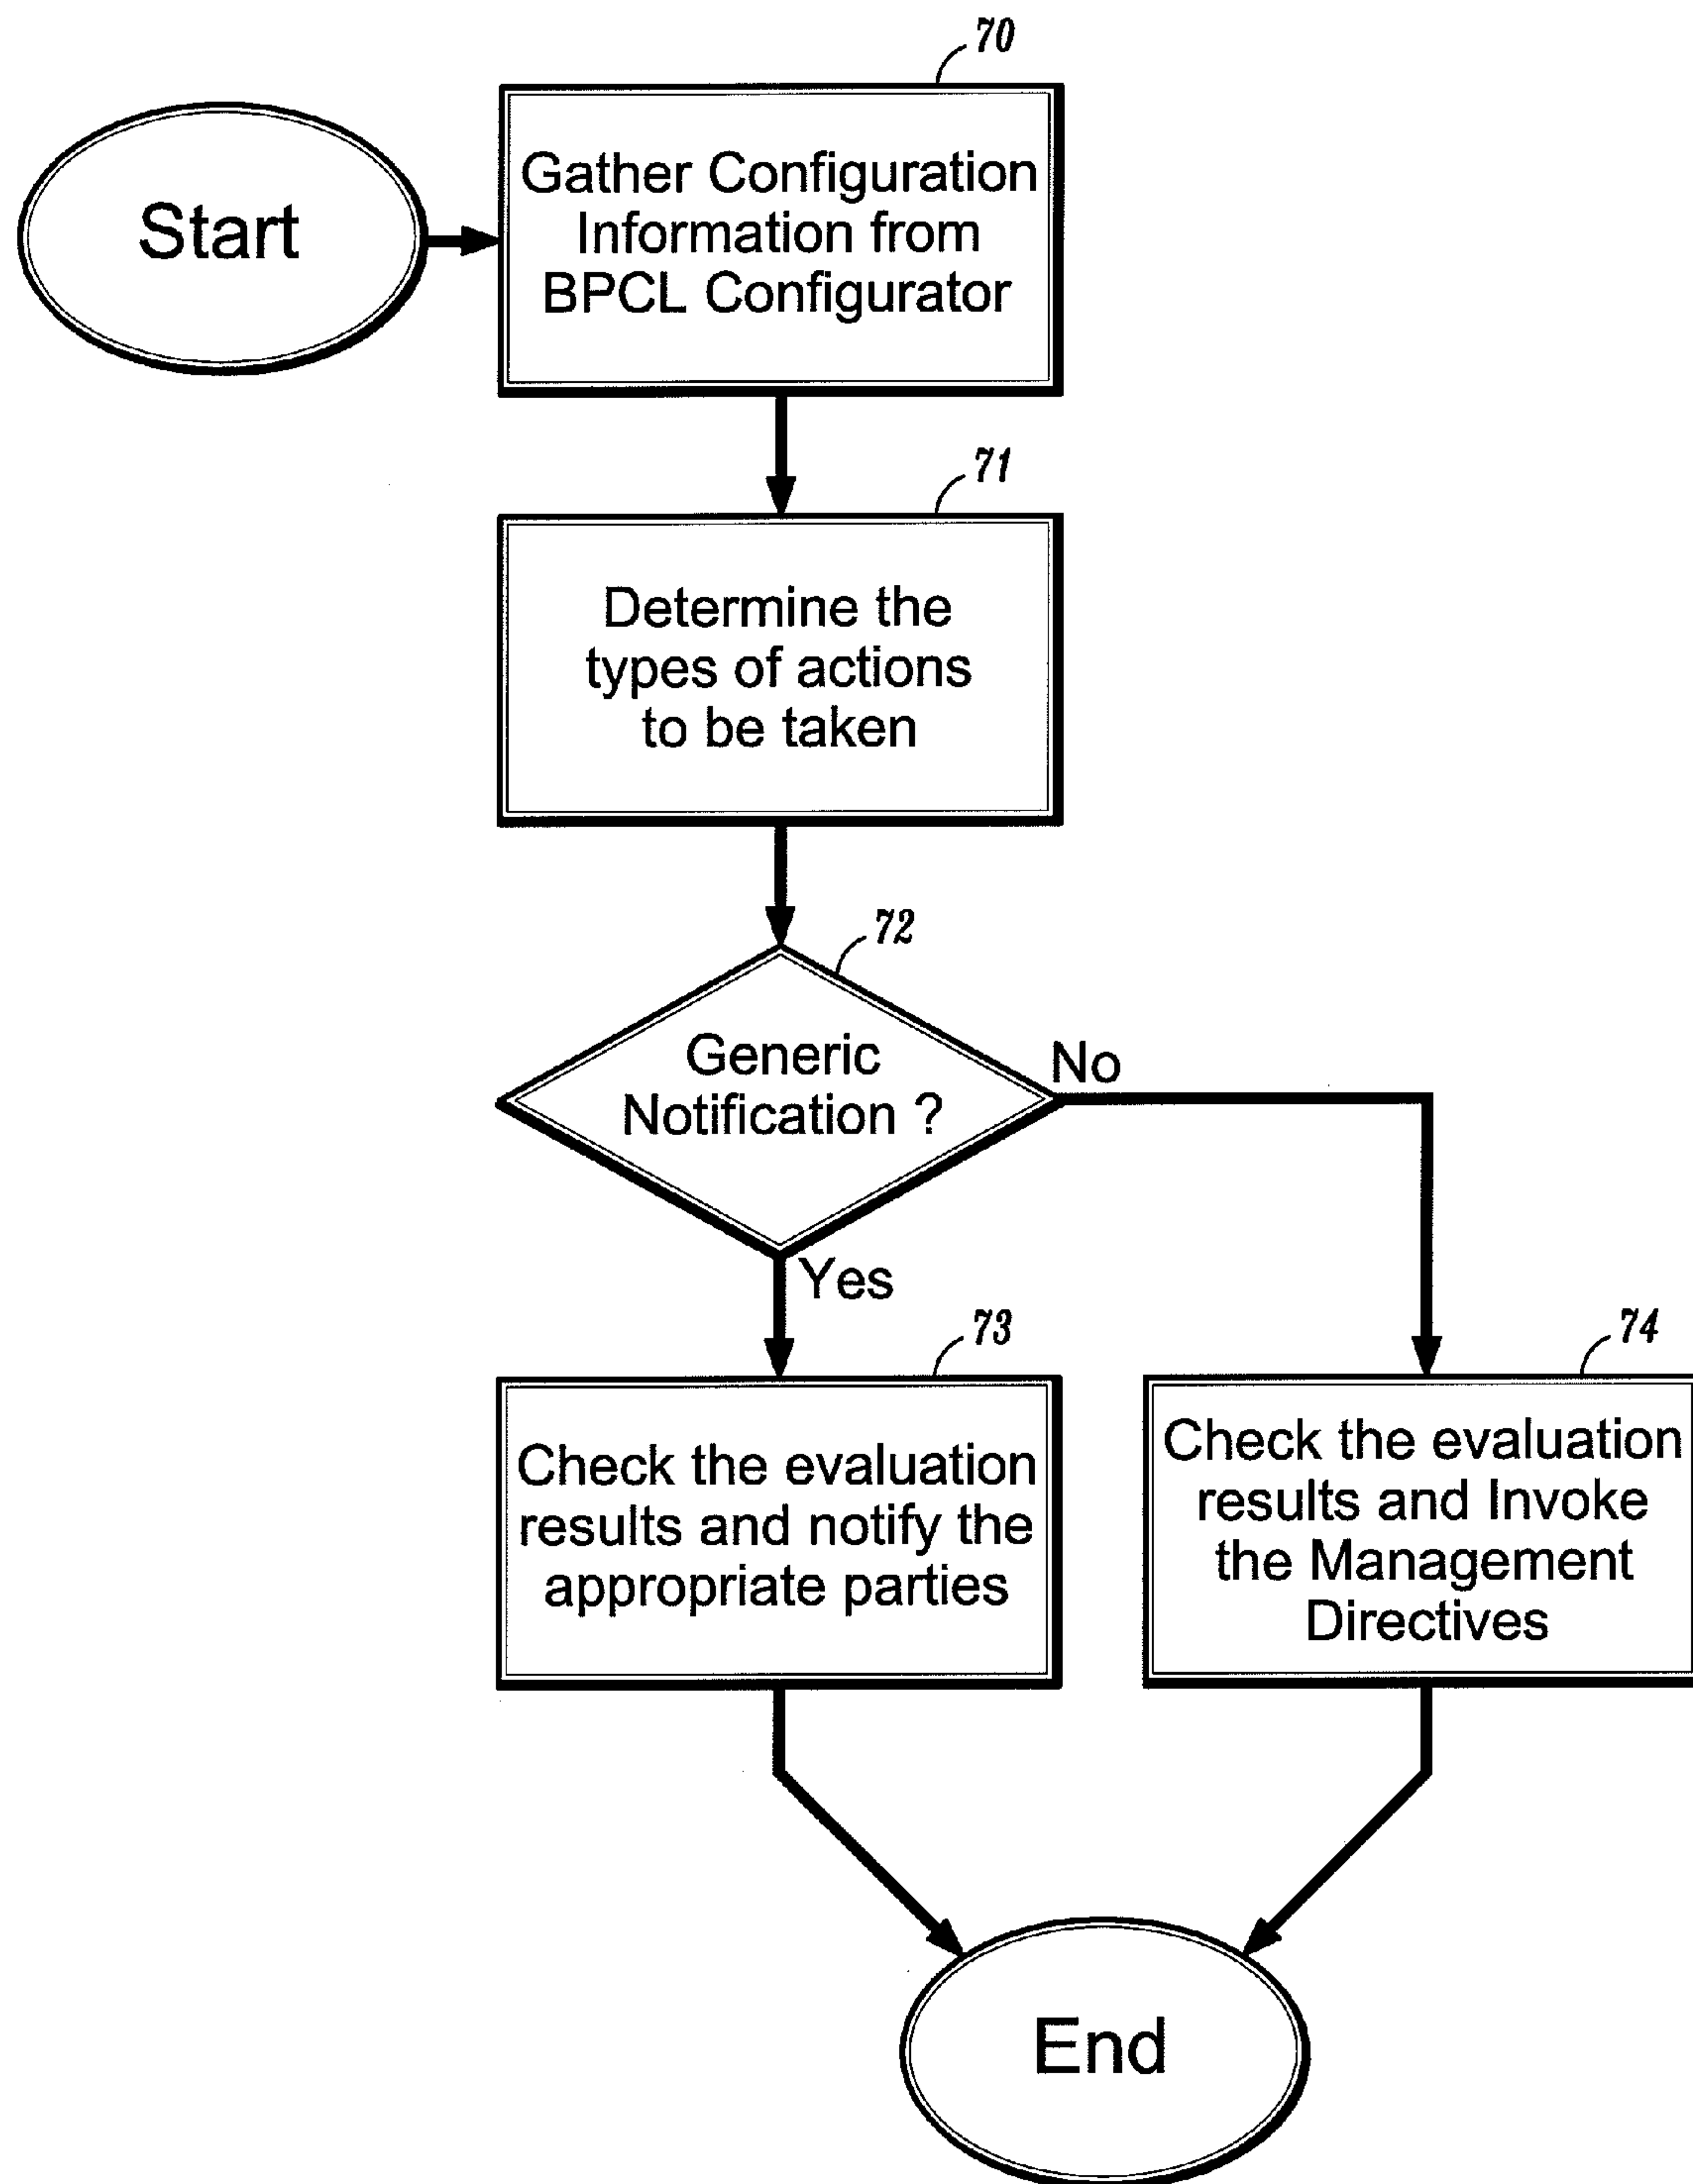 70
Start
Gather Configuration
Information from
BPCL Configurator
71
Determine the
types of actions
to be taken
72
Generic
Notification ?
No
Yes
73
Check the evaluation
results and notify the
appropriate parties
74
Check the evaluation
results and Invoke
the Management
Directives
End